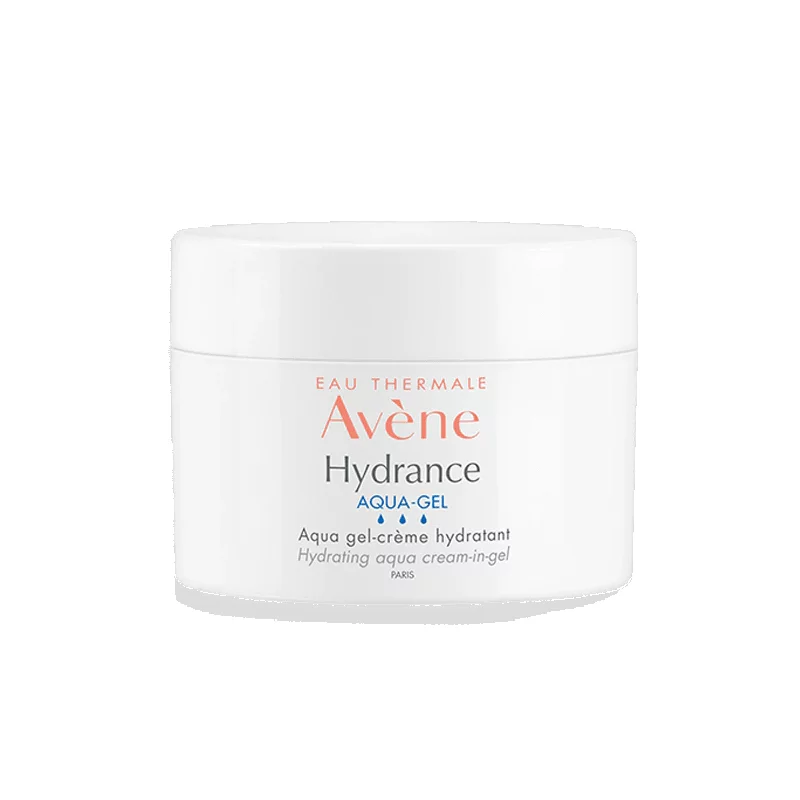 EAU THERMALE
Avène
Hydrance
AQUA-GEL
Aqua gel-crème hydratant
Hydrating aqua cream-in-gel
PARIS